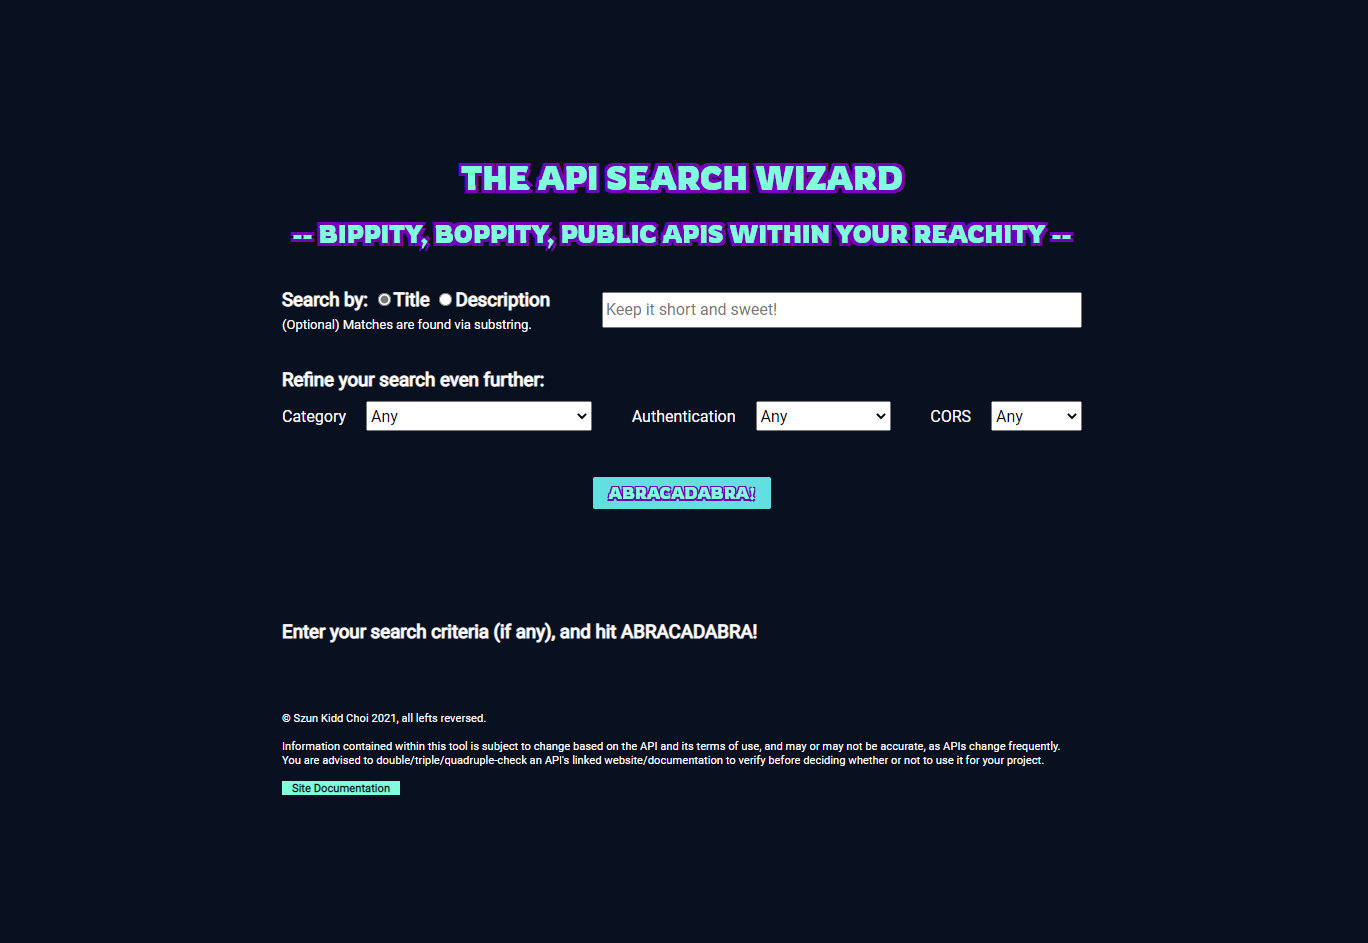 THE API SEARCH WIZARD
-- BIPPITY, BOPPITY, PUBLIC APIS WITHIN YOUR REACHITY --
Search by: Title Description
Keep it short and sweet!
(Optional) Matches are found via substring.
Refine your search even further:
Category Any Authentication Any CORS Any
ABRACADABRA!
Enter your search criteria (if any), and hit ABRACADABRA!
© Szun Kidd Choi 2021, all lefts reversed.
Information contained within this tool is subject to change based on the API and its terms of use, and may or may not be accurate, as APIs change frequently.
You are advised to double/triple/quadruple-check an API's linked website/documentation to verify before deciding whether or not to use it for your project.
Site Documentation